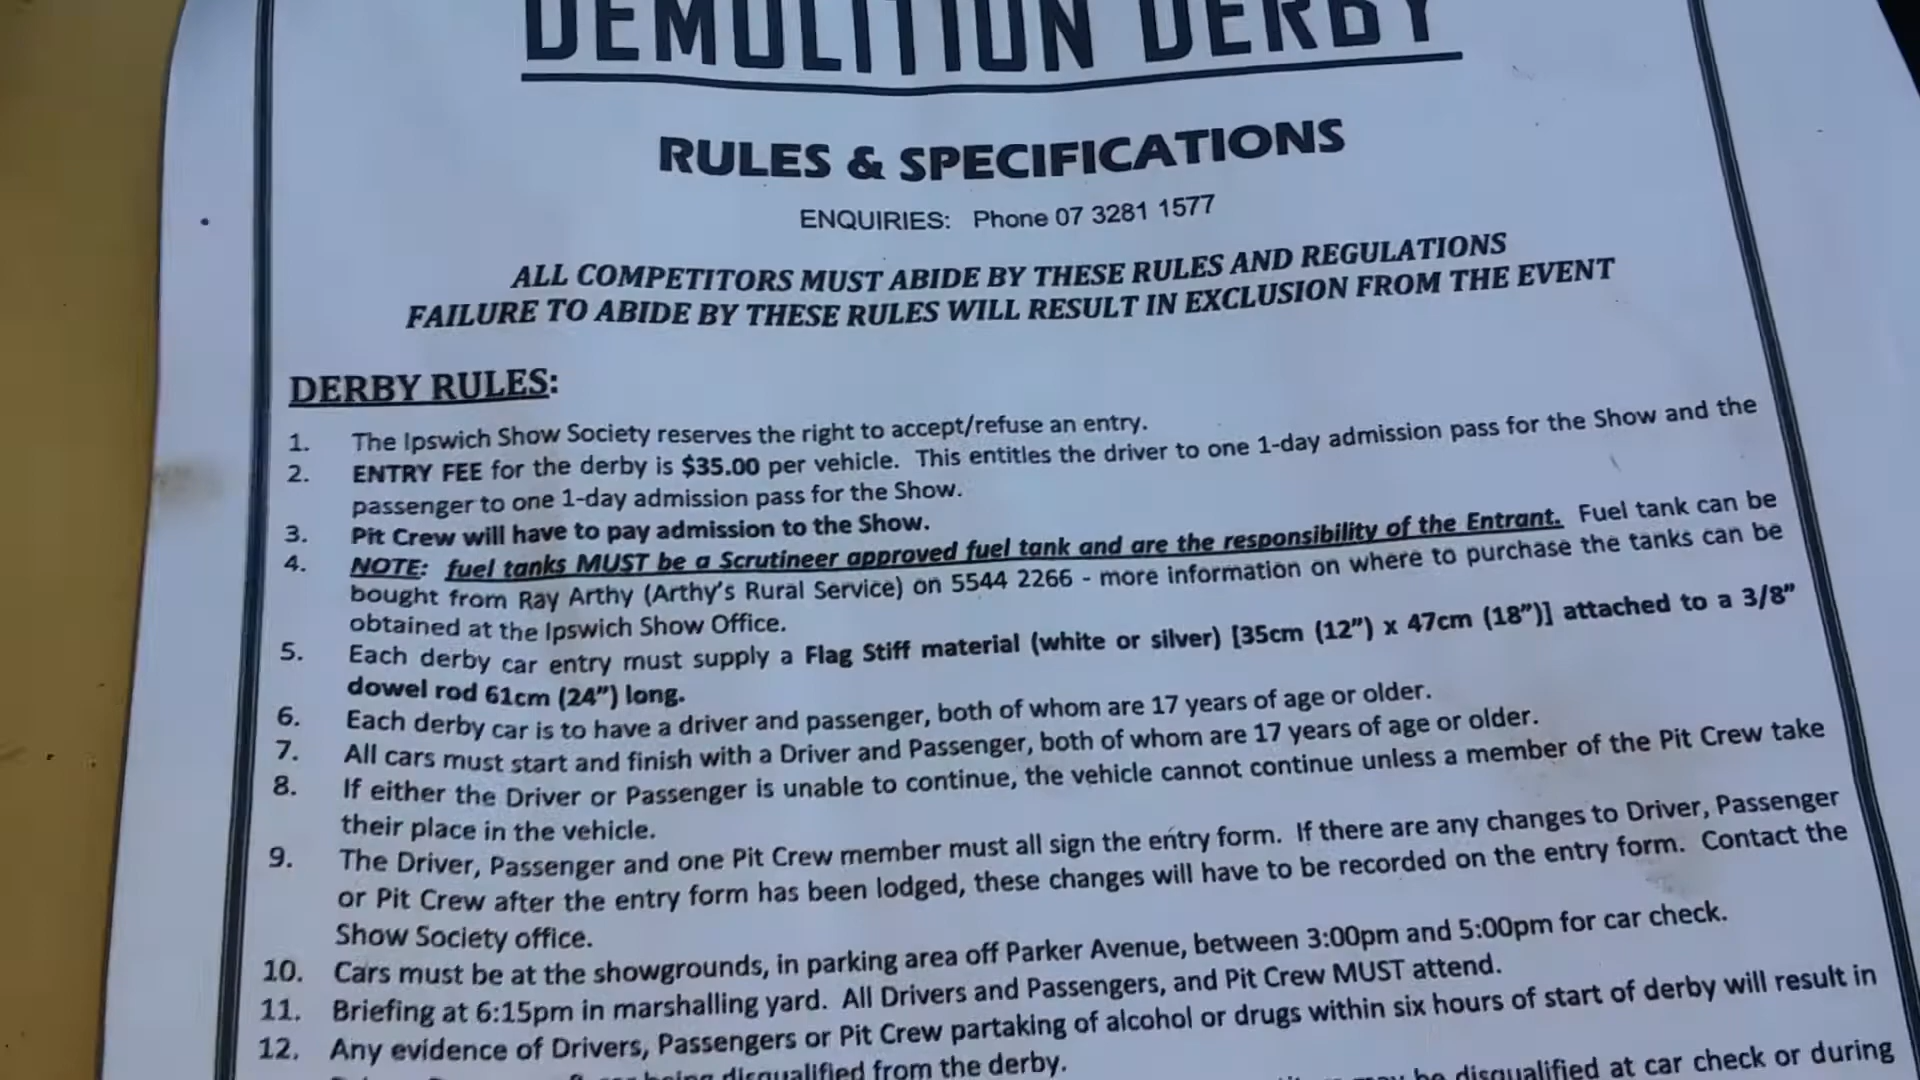 DEMOLITION DERBY
RULES & SPECIFICATIONS
ENQUIRIES: Phone 07 3281 1577
ALL COMPETITORS MUST ABIDE BY THESE RULES AND REGULATIONS
FAILURE TO ABIDE BY THESE RULES WILL RESULT IN EXCLUSION FROM THE EVENT
DERBY RULES:
1. The Ipswich Show Society reserves the right to accept/refuse an entry.
2. ENTRY FEE for the derby is $35.00 per vehicle. This entitles the driver to one 1-day admission pass for the Show and the
passenger to one 1-day admission pass for the Show.
3. Pit Crew will have to pay admission to the Show.
4. NOTE: fuel tanks MUST be a Scrutineer approved fuel tank and are the responsibility of the Entrant. Fuel tank can be
bought from Ray Arthy (Arthy's Rural Service) on 5544 2266 - more information on where to purchase the tanks can be
obtained at the Ipswich Show Office.
5. Each derby car entry must supply a Flag Stiff material (white or silver) [35cm (12") x 47cm (18")] attached to a 3/8"
dowel rod 61cm (24") long.
6. Each derby car is to have a driver and passenger, both of whom are 17 years of age or older.
7. All cars must start and finish with a Driver and Passenger, both of whom are 17 years of age or older.
8. If either the Driver or Passenger is unable to continue, the vehicle cannot continue unless a member of the Pit Crew take
their place in the vehicle.
9. The Driver, Passenger and one Pit Crew member must all sign the entry form. If there are any changes to Driver, Passenger
or Pit Crew after the entry form has been lodged, these changes will have to be recorded on the entry form. Contact the
Show Society office.
10. Cars must be at the showgrounds, in parking area off Parker Avenue, between 3:00pm and 5:00pm for car check.
11. Briefing at 6:15pm in marshalling yard. All Drivers and Passengers, and Pit Crew MUST attend.
12. Any evidence of Drivers, Passengers or Pit Crew partaking of alcohol or drugs within six hours of start of derby will result in
being disqualified from the derby.
may be disqualified at car check or during